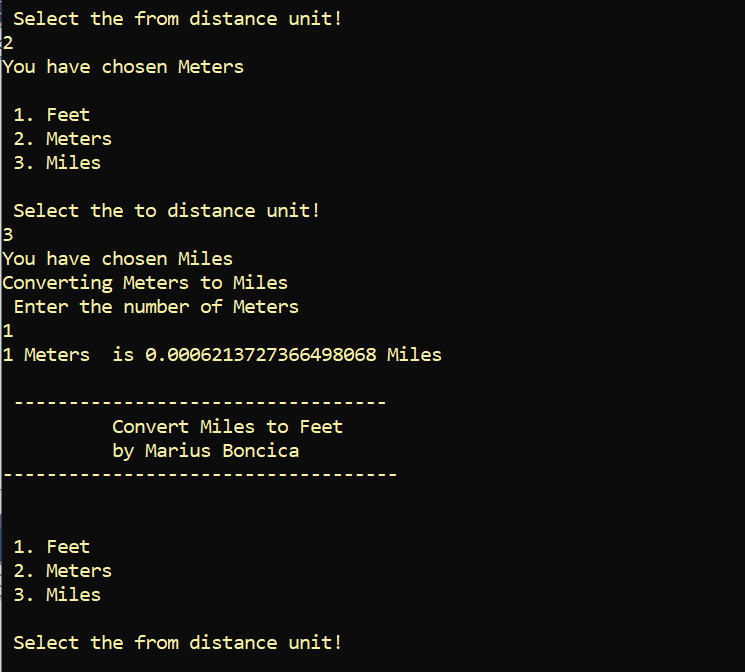 Select the from distance unit!
2
You have chosen Meters
1. Feet
2. Meters
3. Miles
Select the to distance unit!
3
You have chosen Miles
Converting Meters to Miles
Enter the number of Meters
1
1 Meters  is 0.0006213727366498068 Miles
----------------------------------
Convert Miles to Feet
by Marius Boncica
------------------------------------
1. Feet
2. Meters
3. Miles
Select the from distance unit!